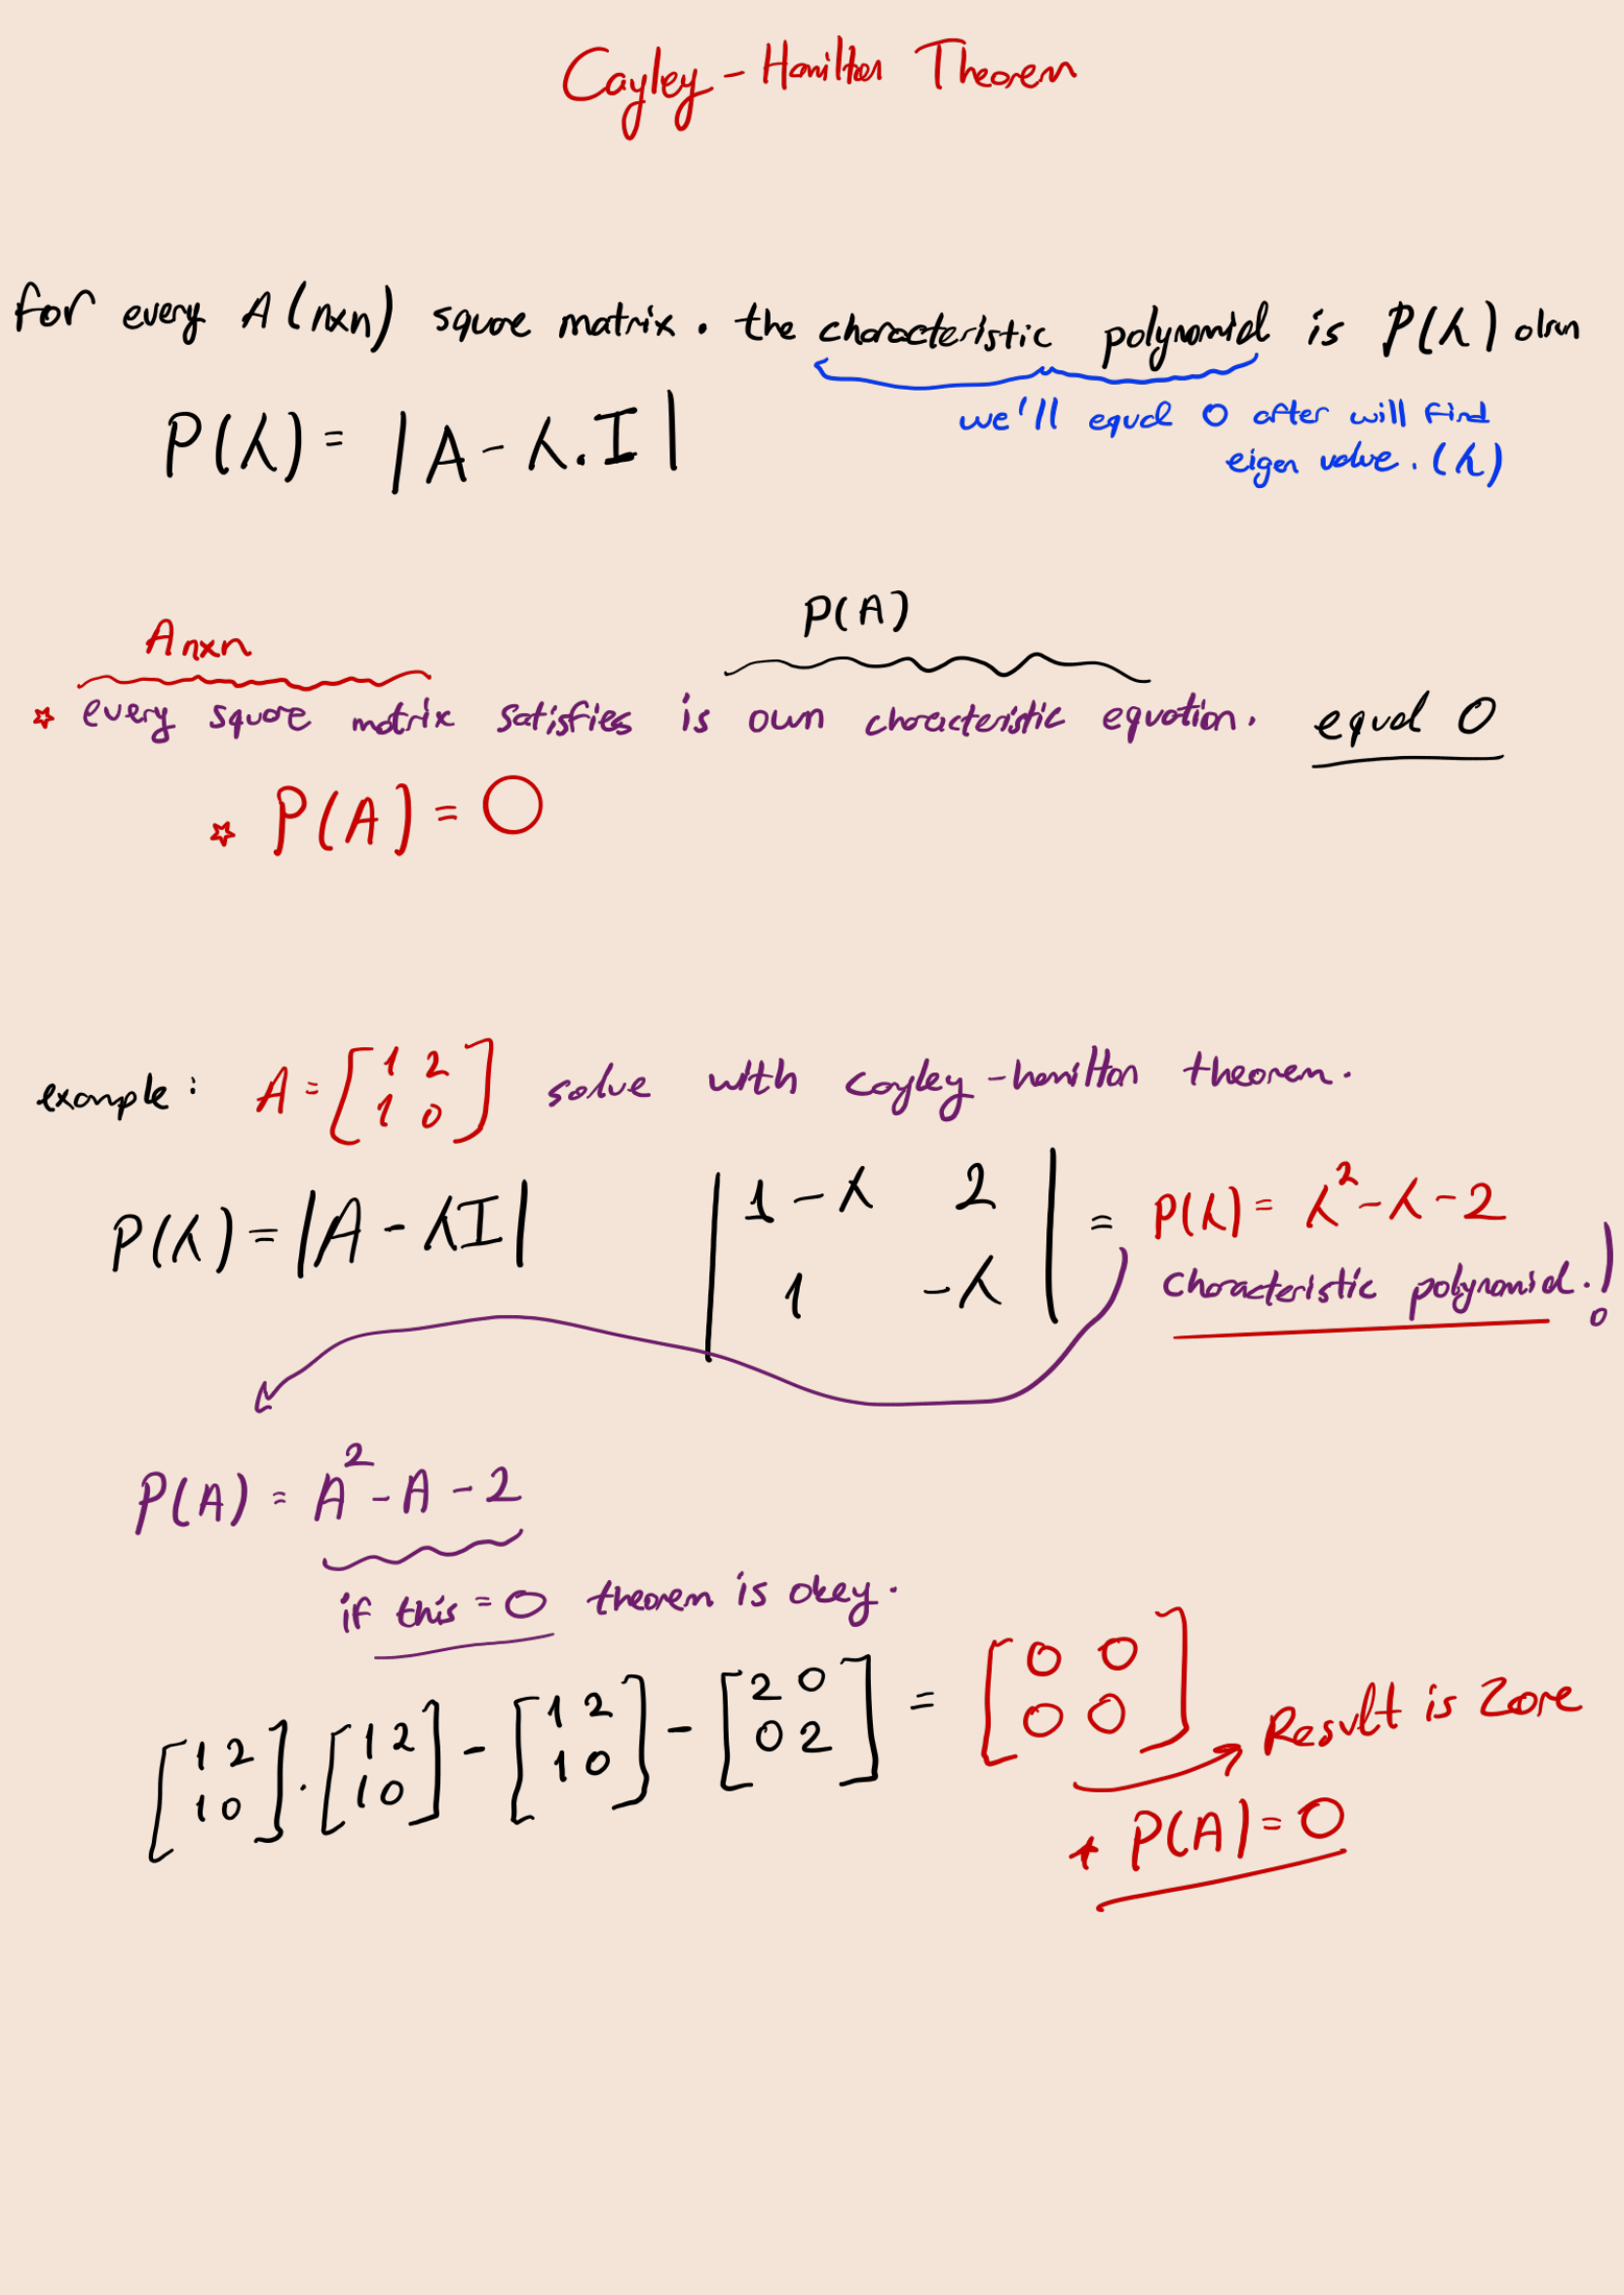 Cayley-Hamilton Theorem
for every A(nxn) square matrix. the characteristic polynomial is P(λ) olan
we'll equal 0 after will find
P(λ) = |A - λ.I|
eigen value. (λ)
P(A)
Anxn
☆ every square matrix satisfies is own characteristic equation. equal 0
☆ P(A) = 0
example: A = [1 2 solve with cayley-hamilton theorem.
1 0]
P(λ) = |A - λI| |1-λ 2 = P(λ) = λ² - λ - 2
1 -λ| characteristic polynomial. !
P(A) = A² - A - 2
if this = 0 theorem is okey.
[1 2 . [1 2 - [1 2 - [2 0 = [0 0 Result is Zore
1 0] 1 0] 1 0] 0 2] 0 0]
★ P(A) = 0